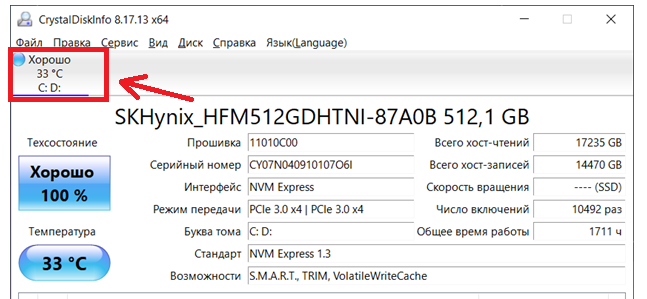 CrystalDiskInfo 8.17.13 x64
Файл Правка Сервис Вид Диск Справка Язык(Language)
Хорошо
33 °C
C: D:
SKHynix_HFM512GDHTNI-87A0B 512,1 GB
Техсостояние
Хорошо
100 %
Температура
33 °C
Прошивка 11010C00
Серийный номер CY07N040910107O6I
Интерфейс NVM Express
Режим передачи PCIe 3.0 x4 | PCIe 3.0 x4
Буква тома C: D:
Стандарт NVM Express 1.3
Возможности S.M.A.R.T., TRIM, VolatileWriteCache
Всего хост-чтений 17235 GB
Всего хост-записей 14470 GB
Скорость вращения ---- (SSD)
Число включений 10492 раз
Общее время работы 1711 ч